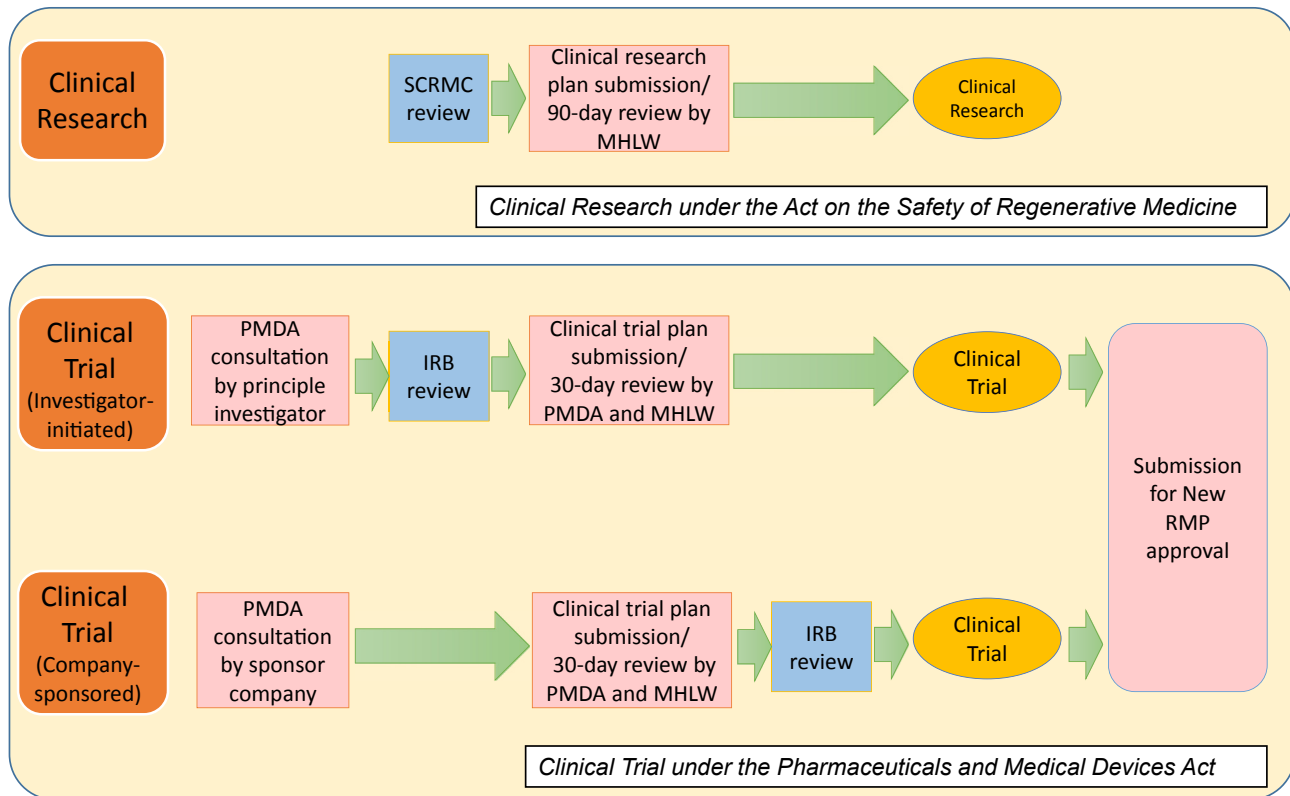 Clinical
Research
SCRMC
review
Clinical research
plan submission/
90-day review by
MHLW
Clinical
Research
Clinical Research under the Act on the Safety of Regenerative Medicine
Clinical
Trial
(Investigator-
initiated)
PMDA
consultation
by principle
investigator
IRB
review
Clinical trial plan
submission/
30-day review by
PMDA and MHLW
Clinical
Trial
Submission
for New
RMP
approval
Clinical
Trial
(Company-
sponsored)
PMDA
consultation
by sponsor
company
Clinical trial plan
submission/
30-day review by
PMDA and MHLW
IRB
review
Clinical
Trial
Clinical Trial under the Pharmaceuticals and Medical Devices Act